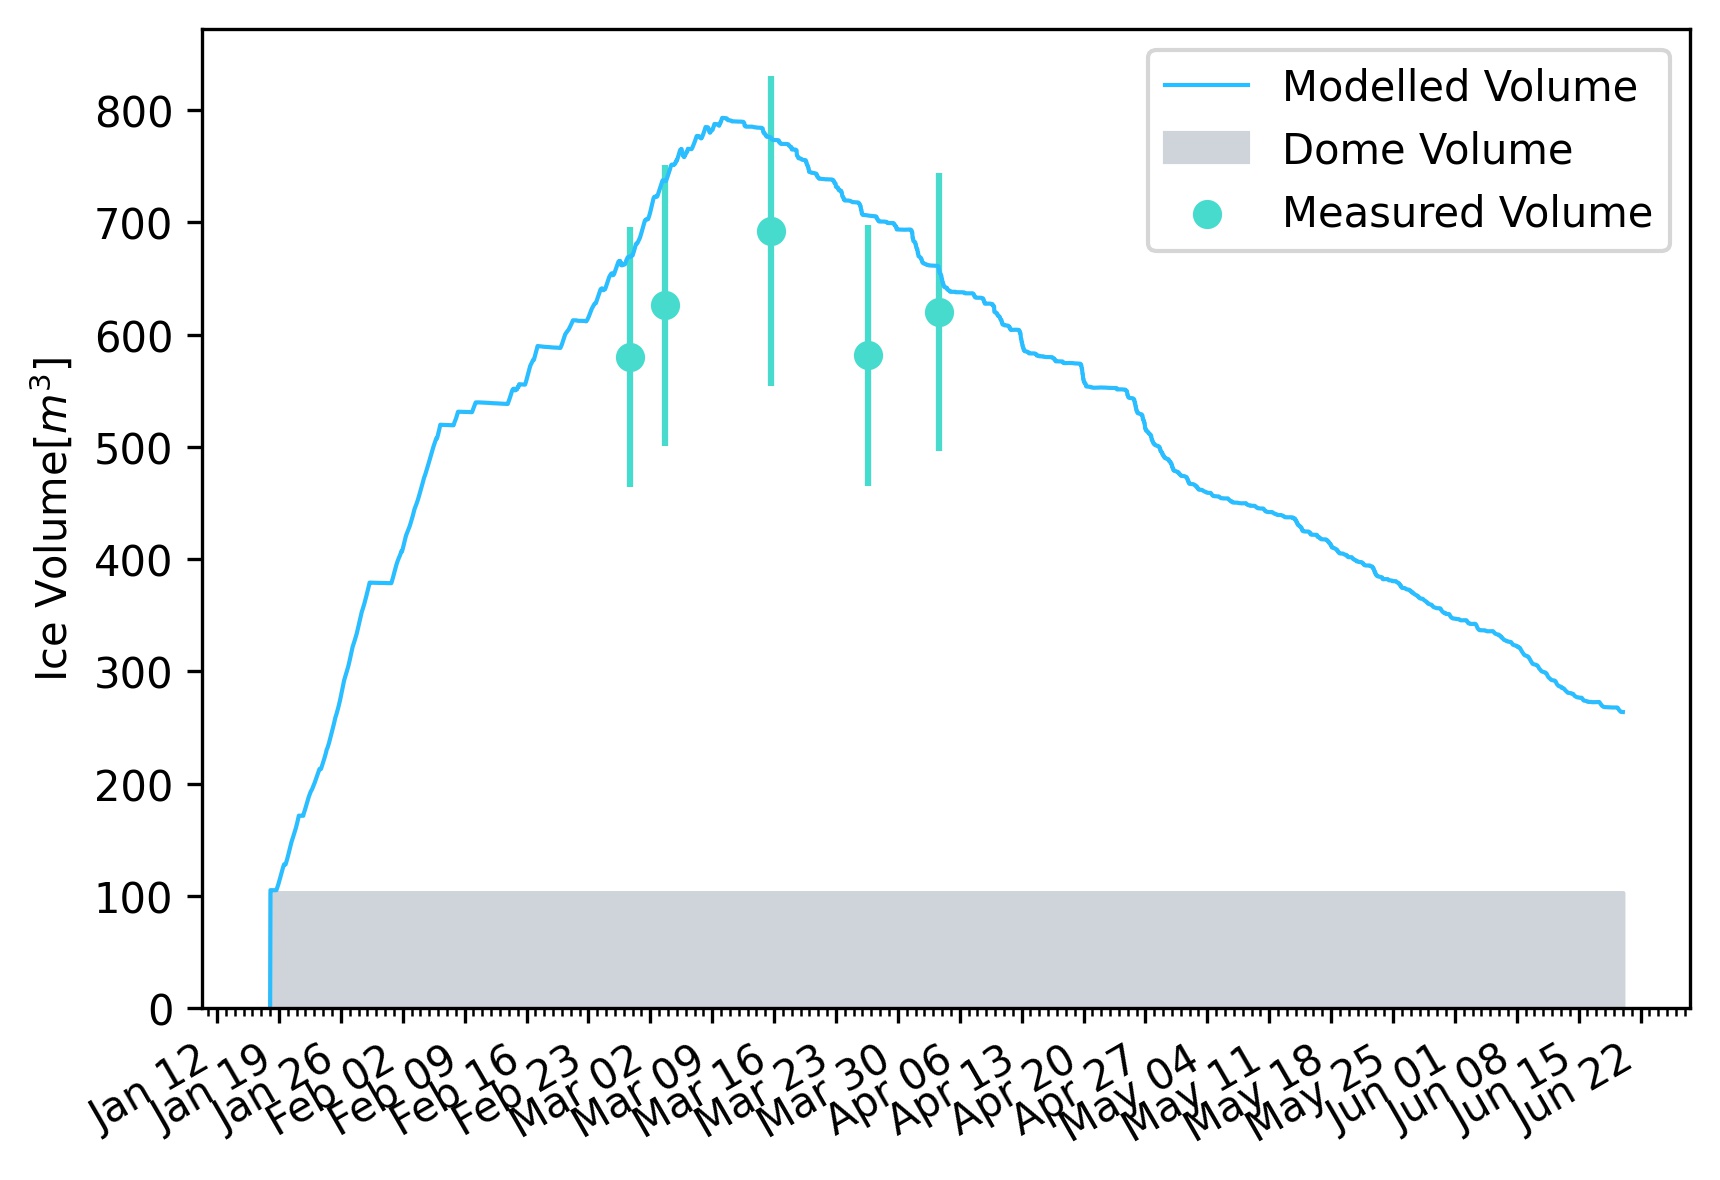 Modelled Volume
Dome Volume
Measured Volume
Ice Volume[$m^3$]
800
700
600
500
400
300
200
100
0
Jan 12
Jan 19
Jan 26
Feb 02
Feb 09
Feb 16
Feb 23
Mar 02
Mar 09
Mar 16
Mar 23
Mar 30
Apr 06
Apr 13
Apr 20
Apr 27
May 04
May 11
May 18
May 25
Jun 01
Jun 08
Jun 15
Jun 22